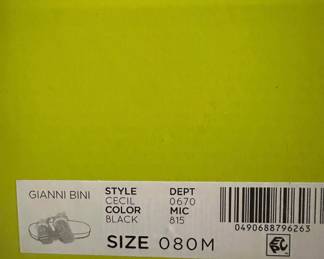 GIANNI BINI
STYLE DEPT
CECIL 0670
COLOR MIC
BLACK 815
0490688796263
SIZE 080M